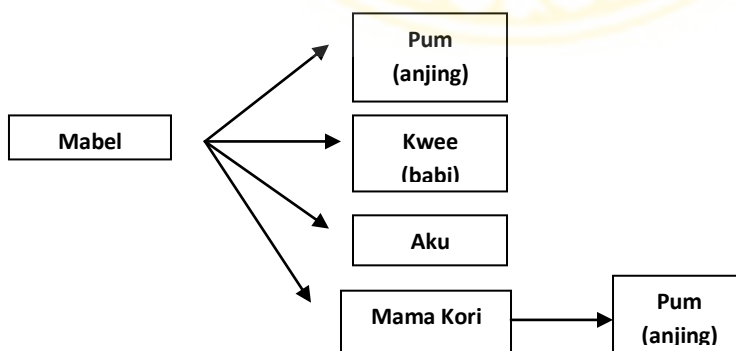 Pum
(anjing)
Mabel
Kwee
(babi)
Aku
Mama Kori
Pum
(anjing)